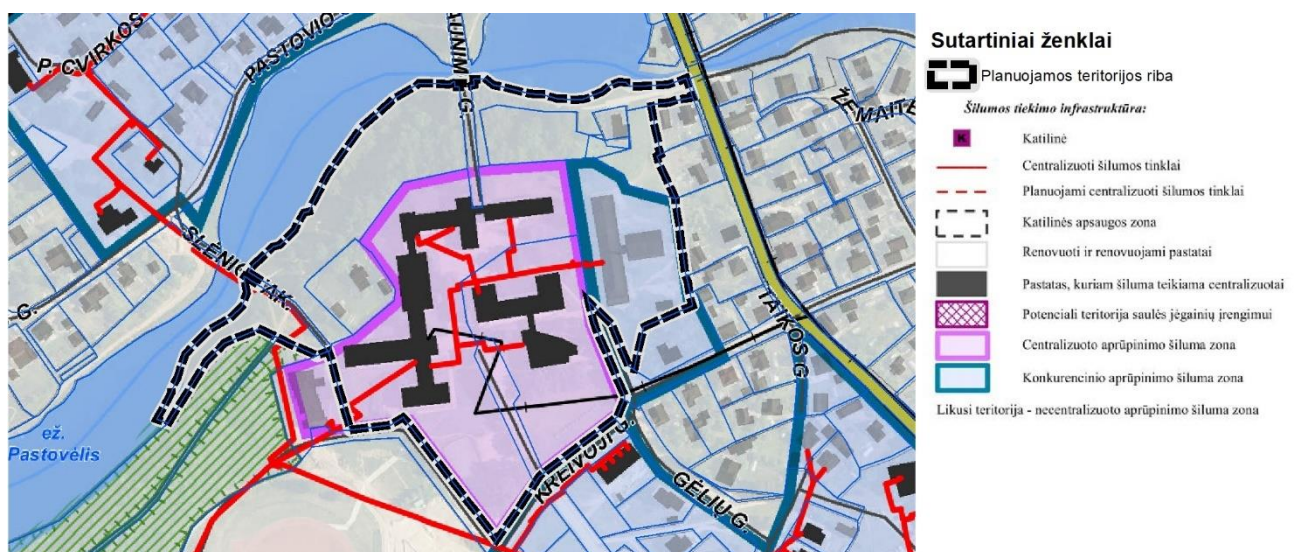 P. CVIRKOS
PASTOVIO
AUNIMO G.
ŽEMAITĖ
SLĖNIO AK.
G.
TAIKOS G.
KREIVOJI G.
GĖLIŲ G.
ež.
Pastovėlis
Sutartiniai ženklai
Planuojamos teritorijos riba
Šilumos tiekimo infrastruktūra:
K
Katilinė
Centralizuoti šilumos tinklai
Planuojami centralizuoti šilumos tinklai
Katilinės apsaugos zona
Renovuoti ir renovuojami pastatai
Pastatas, kuriam šiluma teikiama centralizuotai
Potenciali teritorija saulės jėgainių įrengimui
Centralizuoto aprūpinimo šiluma zona
Konkurencinio aprūpinimo šiluma zona
Likusi teritorija - necentralizuoto aprūpinimo šiluma zona